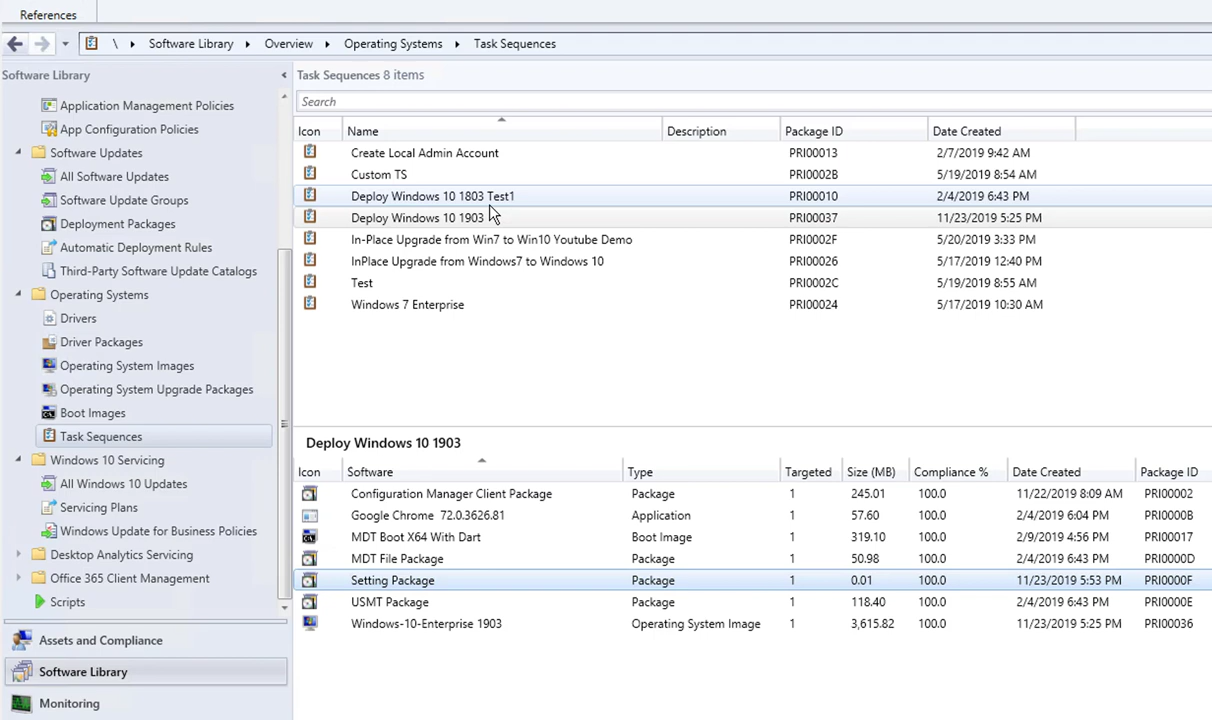 References
\ Software Library Overview Operating Systems Task Sequences
Software Library
Application Management Policies
App Configuration Policies
Software Updates
All Software Updates
Software Update Groups
Deployment Packages
Automatic Deployment Rules
Third-Party Software Update Catalogs
Operating Systems
Drivers
Driver Packages
Operating System Images
Operating System Upgrade Packages
Boot Images
Task Sequences
Windows 10 Servicing
All Windows 10 Updates
Servicing Plans
Windows Update for Business Policies
Desktop Analytics Servicing
Office 365 Client Management
Scripts
Assets and Compliance
Software Library
Monitoring
Task Sequences 8 items
Search
Icon Name Description Package ID Date Created
Create Local Admin Account PRI00013 2/7/2019 9:42 AM
Custom TS PRI0002B 5/19/2019 8:54 AM
Deploy Windows 10 1803 Test1 PRI00010 2/4/2019 6:43 PM
Deploy Windows 10 1903 PRI00037 11/23/2019 5:25 PM
In-Place Upgrade from Win7 to Win10 Youtube Demo PRI0002F 5/20/2019 3:33 PM
InPlace Upgrade from Windows7 to Windows 10 PRI00026 5/17/2019 12:40 PM
Test PRI0002C 5/19/2019 8:55 AM
Windows 7 Enterprise PRI00024 5/17/2019 10:30 AM
Deploy Windows 10 1903
Icon Software Type Targeted Size (MB) Compliance % Date Created Package ID
Configuration Manager Client Package Package 1 245.01 100.0 11/22/2019 8:09 AM PRI00002
Google Chrome 72.0.3626.81 Application 1 57.60 100.0 2/4/2019 6:04 PM PRI0000B
MDT Boot X64 With Dart Boot Image 1 319.10 100.0 2/9/2019 4:56 PM PRI00017
MDT File Package Package 1 50.98 100.0 2/4/2019 6:43 PM PRI0000D
Setting Package Package 1 0.01 100.0 11/23/2019 5:53 PM PRI0000F
USMT Package Package 1 118.40 100.0 2/4/2019 6:43 PM PRI0000E
Windows-10-Enterprise 1903 Operating System Image 1 3,615.82 100.0 11/23/2019 5:25 PM PRI00036